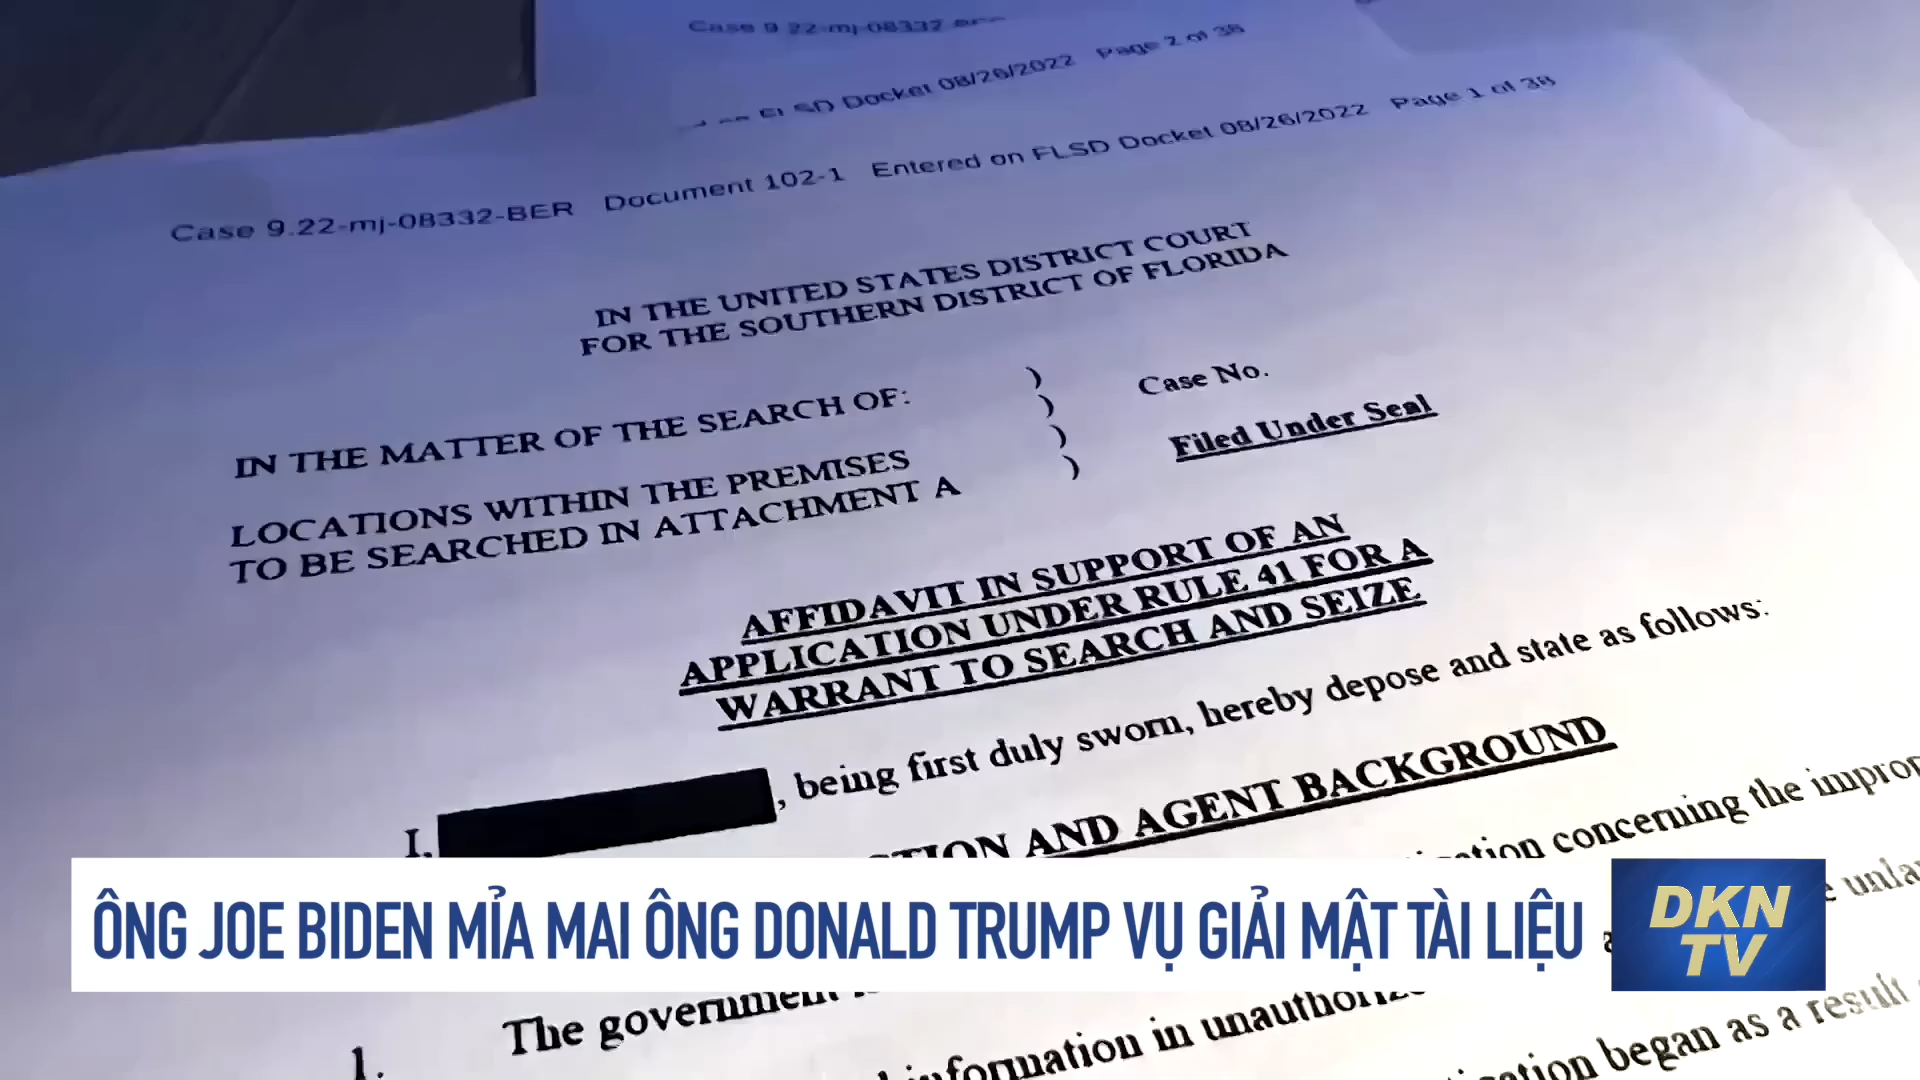 Case 9.22-mj-08332
Docket 08/26/2022 Page 2 of 38
Case 9.22-mj-08332-BER Document 102-1 Entered on FLSD Docket 08/26/2022 Page 1 of 38
IN THE UNITED STATES DISTRICT COURT
FOR THE SOUTHERN DISTRICT OF FLORIDA
IN THE MATTER OF THE SEARCH OF:
LOCATIONS WITHIN THE PREMISES
TO BE SEARCHED IN ATTACHMENT A
)
)
)
)
Case No.
Filed Under Seal
AFFIDAVIT IN SUPPORT OF AN
APPLICATION UNDER RULE 41 FOR A
WARRANT TO SEARCH AND SEIZE
I, , being first duly sworn, hereby depose and state as follows:
AND AGENT BACKGROUND
concerning the
ÔNG JOE BIDEN MỈA MAI ÔNG DONALD TRUMP VỤ GIẢI MẬT TÀI LIỆU
DKN
TV
1. The government
information in
began as a result